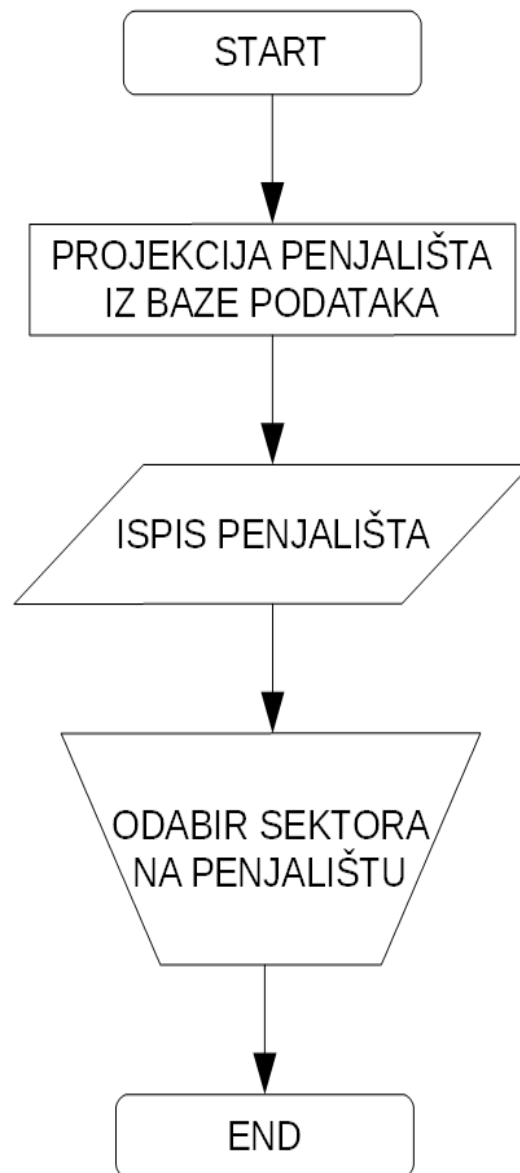 START
PROJEKCIJA PENJALIŠTA
IZ BAZE PODATAKA
ISPIS PENJALIŠTA
ODABIR SEKTORA
NA PENJALIŠTU
END